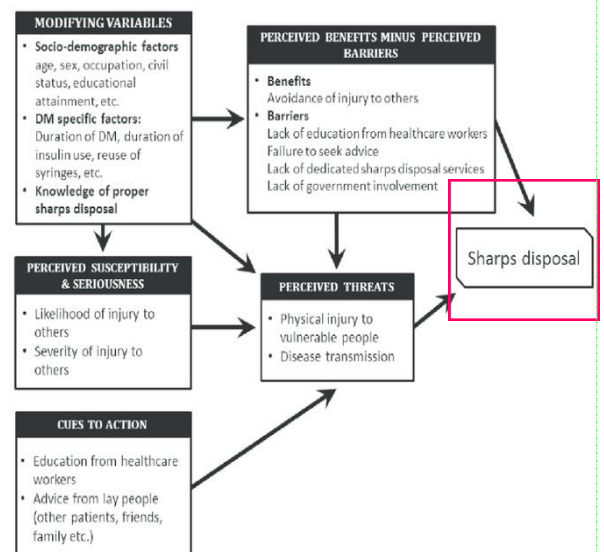 MODIFYING VARIABLES
• Socio-demographic factors
age, sex, occupation, civil
status, educational
attainment, etc.
• DM specific factors:
Duration of DM, duration of
insulin use, reuse of
syringes, etc.
• Knowledge of proper
sharps disposal
PERCEIVED BENEFITS MINUS PERCEIVED
BARRIERS
• Benefits
Avoidance of injury to others
• Barriers
Lack of education from healthcare workers
Failure to seek advice
Lack of dedicated sharps disposal services
Lack of government involvement
Sharps disposal
PERCEIVED SUSCEPTIBILITY
& SERIOUSNESS
• Likelihood of injury to
others
• Severity of injury to
others
PERCEIVED THREATS
• Physical injury to
vulnerable people
• Disease transmission
CUES TO ACTION
• Education from healthcare
workers
• Advice from lay people
(other patients, friends,
family etc.)